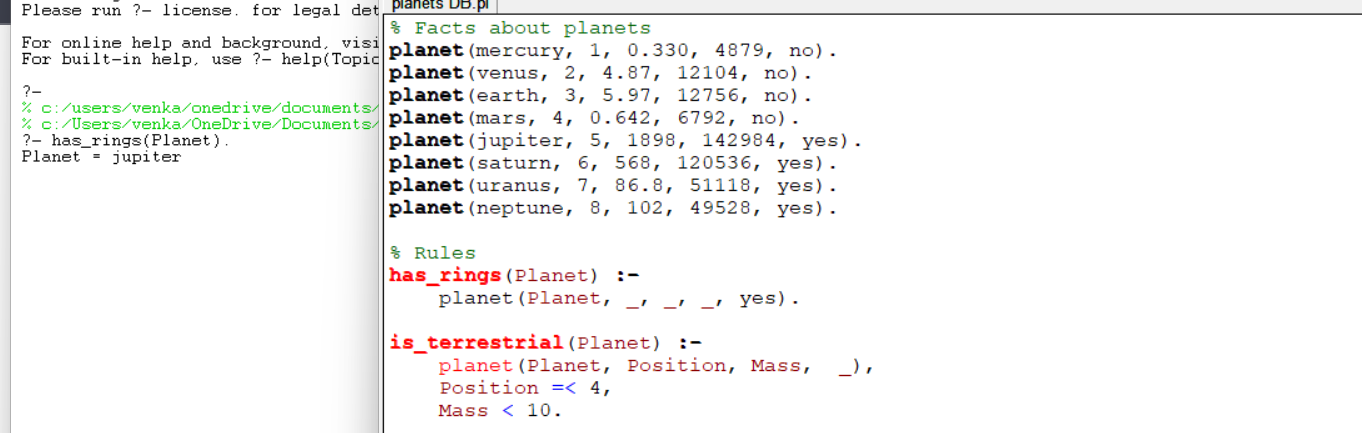 Please run ?- license. for legal det
For online help and background, visi
For built-in help, use ?- help(Topic
?-
% c:/users/venka/onedrive/documents/
% c:/Users/venka/OneDrive/Documents/
?- has_rings(Planet).
Planet = jupiter
planets DB.pl
% Facts about planets
planet(mercury, 1, 0.330, 4879, no).
planet(venus, 2, 4.87, 12104, no).
planet(earth, 3, 5.97, 12756, no).
planet(mars, 4, 0.642, 6792, no).
planet(jupiter, 5, 1898, 142984, yes).
planet(saturn, 6, 568, 120536, yes).
planet(uranus, 7, 86.8, 51118, yes).
planet(neptune, 8, 102, 49528, yes).
% Rules
has_rings(Planet) :-
planet(Planet, _, _, _, yes).
is_terrestrial(Planet) :-
planet(Planet, Position, Mass, _),
Position =< 4,
Mass < 10.